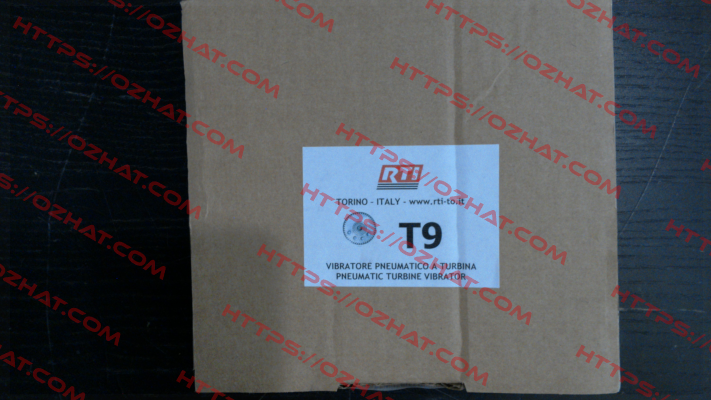 RTI
TORINO - ITALY - www.rti-to.it
T9
VIBRATORE PNEUMATICO A TURBINA
PNEUMATIC TURBINE VIBRATOR
HTTPS://OZHAT.COM